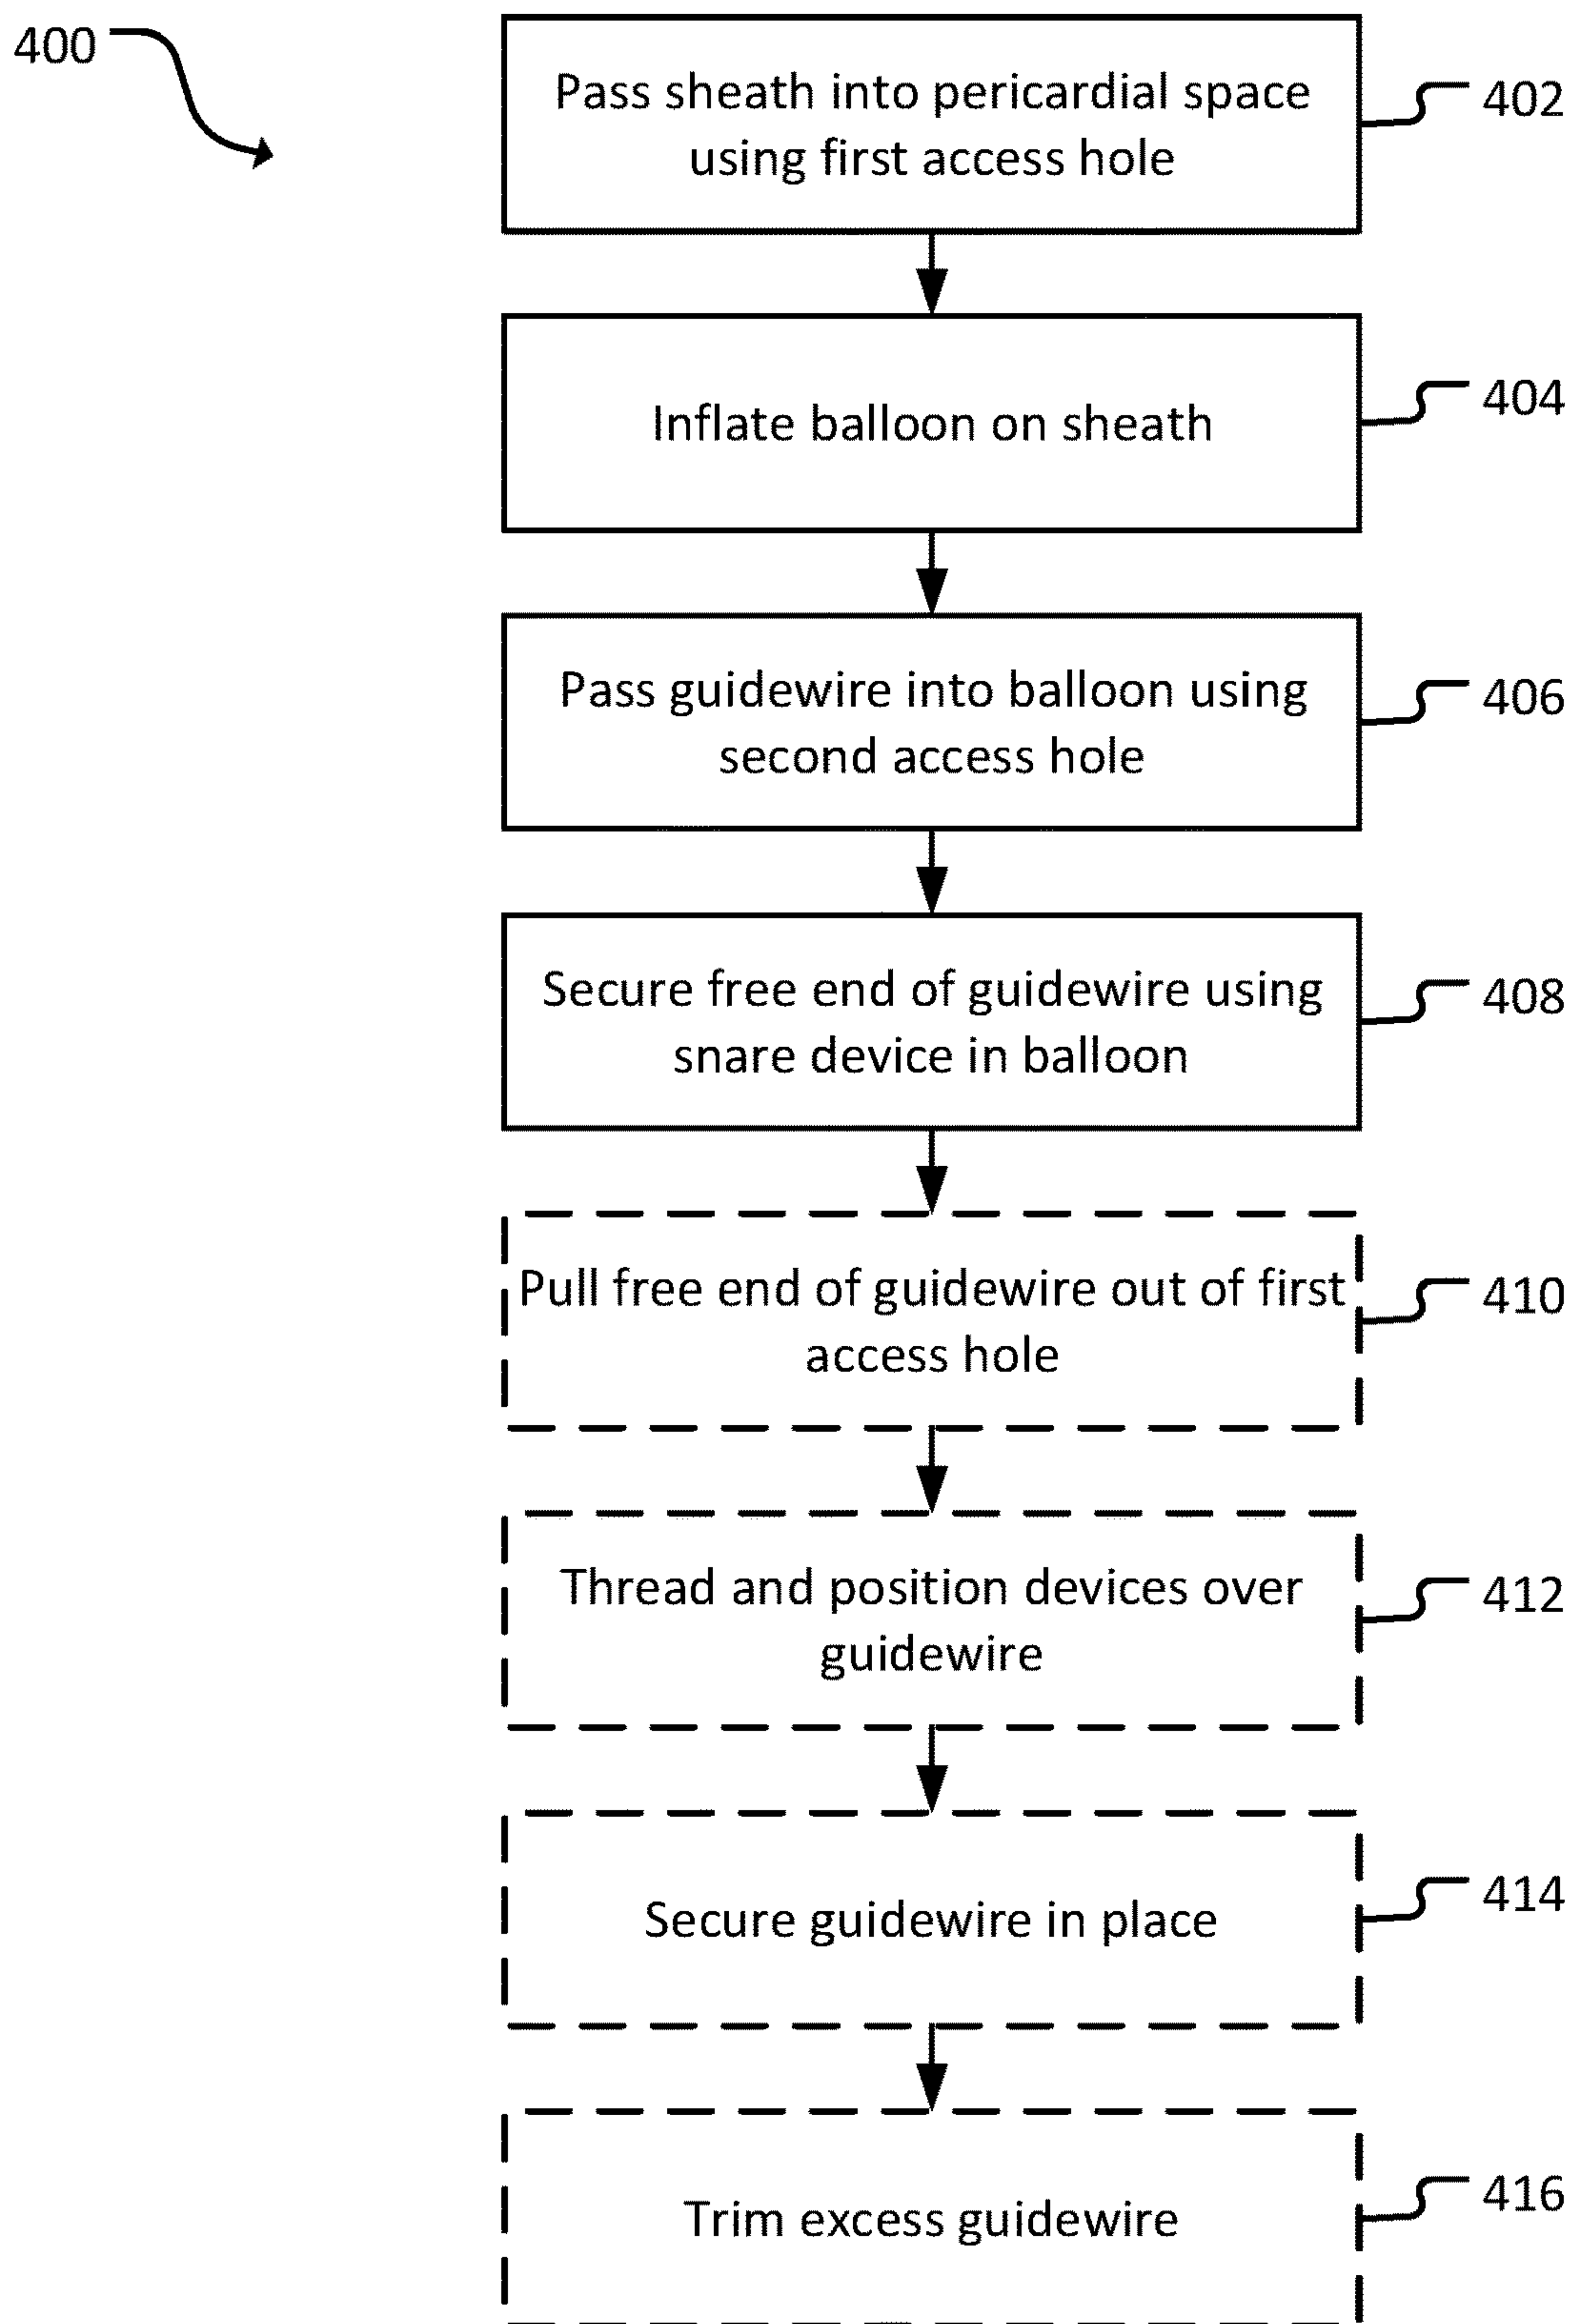 400
Pass sheath into pericardial space
using first access hole
402
Inflate balloon on sheath
404
Pass guidewire into balloon using
second access hole
406
Secure free end of guidewire using
snare device in balloon
408
Pull free end of guidewire out of first
access hole
410
Thread and position devices over
guidewire
412
Secure guidewire in place
414
Trim excess guidewire
416